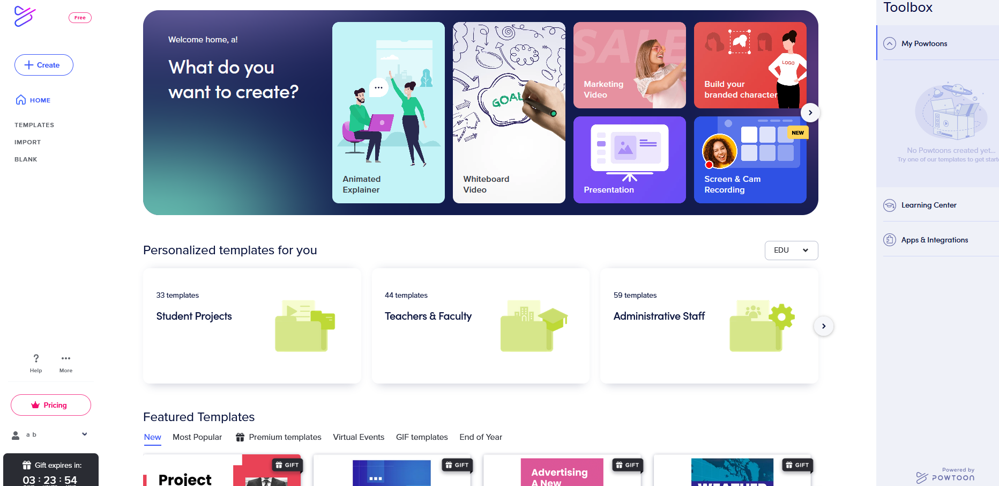 Free
Create
HOME
TEMPLATES
IMPORT
BLANK
Help
More
Pricing
a b
Gift expires in:
03 : 23 : 54
Welcome home, a!
What do you
want to create?
Animated
Explainer
GOAL
Whiteboard
Video
SALE
Marketing
Video
LOGO
Build your
branded character
Presentation
NEW
Screen & Cam
Recording
Personalized templates for you
EDU
33 templates
Student Projects
44 templates
Teachers & Faculty
59 templates
Administrative Staff
Featured Templates
New
Most Popular
Premium templates
Virtual Events
GIF templates
End of Year
GIFT
Project
GIFT
GIFT
Advertising
A New
GIFT
WEATHER
Toolbox
My Powtoons
No Powtoons created yet...
Try one of our templates to get
Learning Center
Apps & Integrations
Powered by
POWTOON